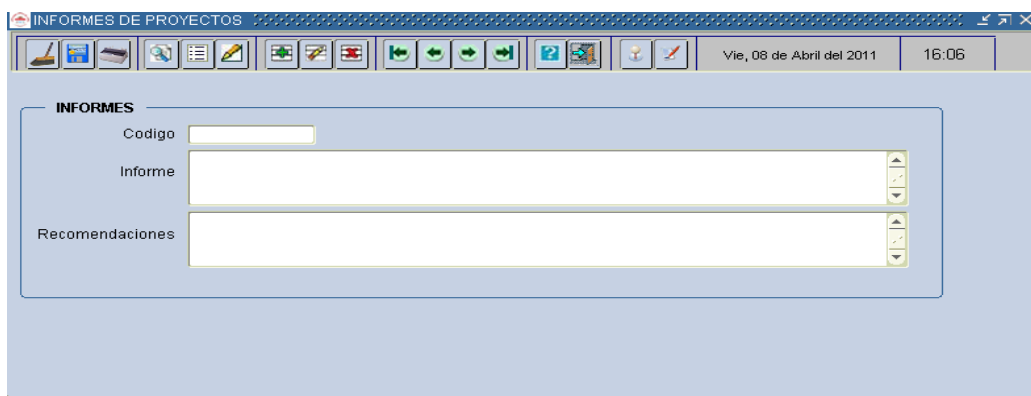 INFORMES DE PROYECTOS
Vie, 08 de Abril del 2011 16:06
INFORMES
Codigo
Informe
Recomendaciones